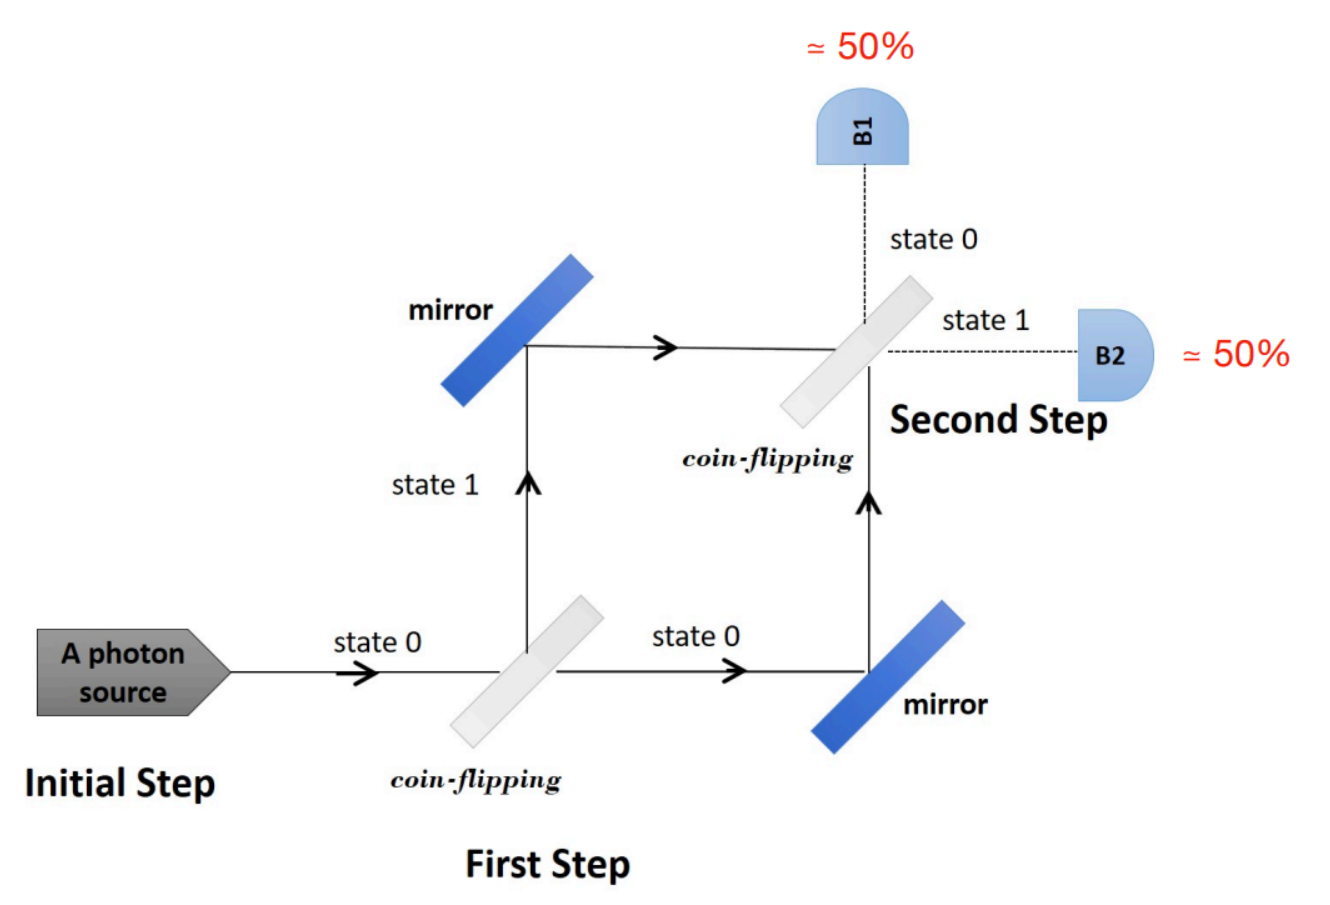 ≃ 50%
B1
state 0
mirror
state 1
B2
≃ 50%
Second Step
coin-flipping
state 1
state 0
state 0
A photon
source
mirror
Initial Step
coin-flipping
First Step